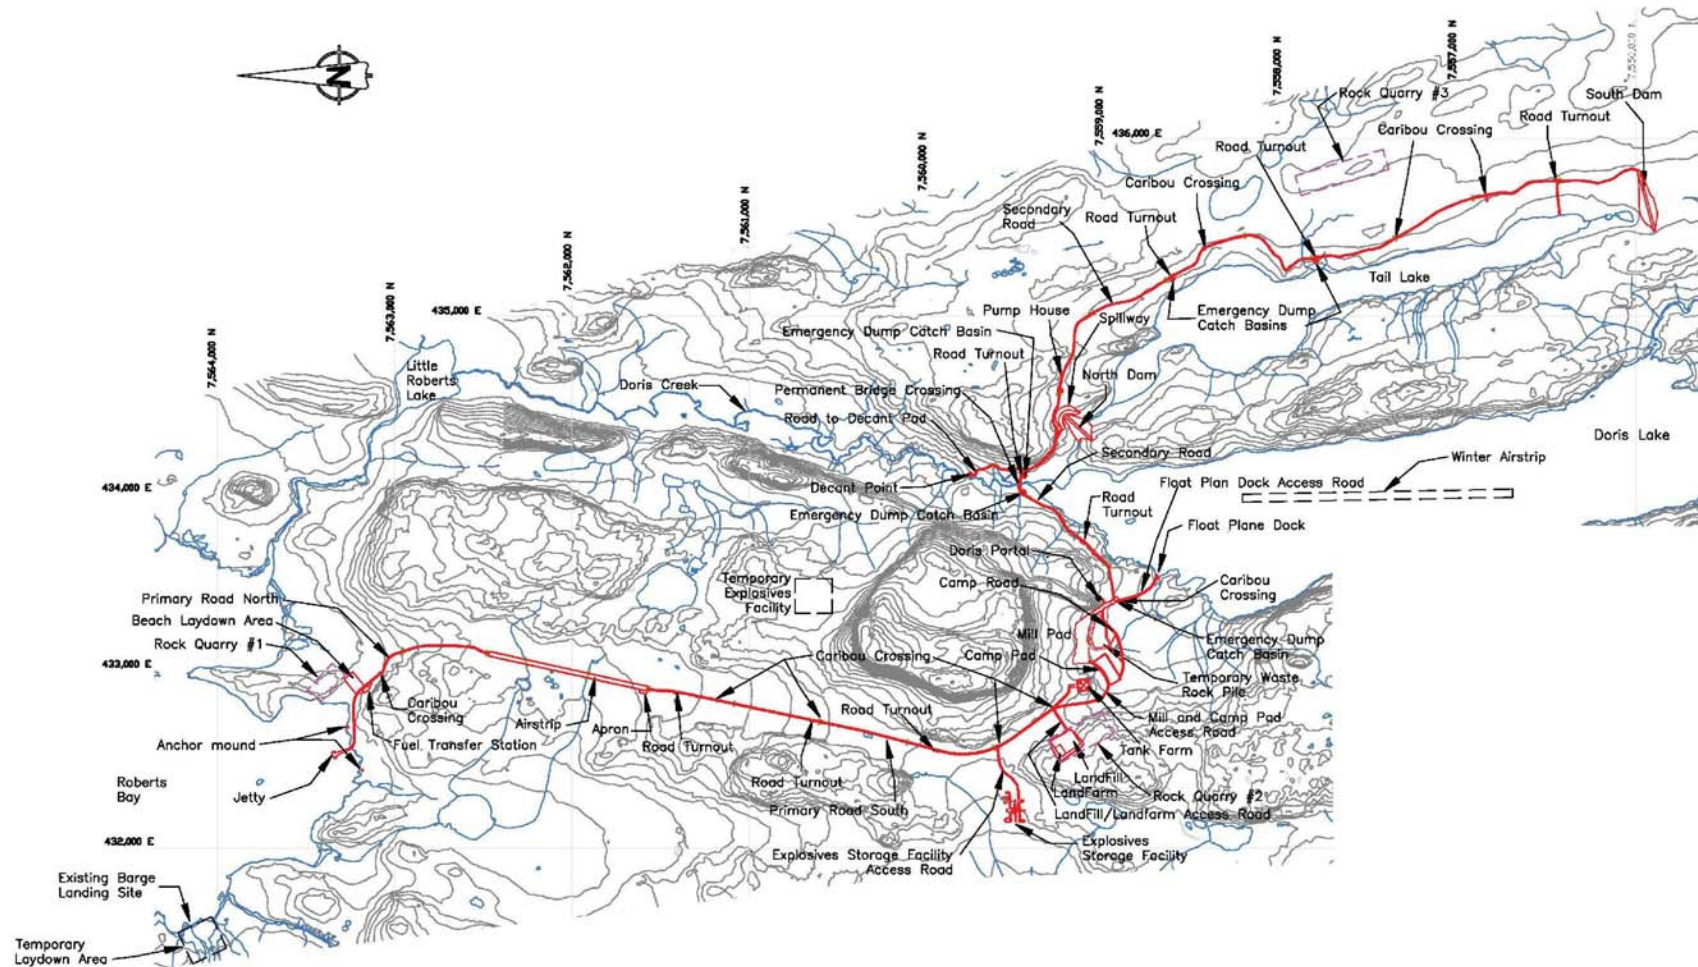 N
7,558,000 N
7,557,000 N
Rock Quarry #3
South Dam
Road Turnout
7,559,000 N
436,000 E
Caribou Crossing
Road Turnout
7,560,000 N
Caribou Crossing
Secondary
Road
Road Turnout
7,561,000 N
7,562,000 N
Tail Lake
7,563,000 N
435,000 E
Pump House
Spillway
Emergency Dump
Catch Basins
Emergency Dump Catch Basin
7,564,000 N
Road Turnout
Little
Roberts
Lake
North Dam
Doris Creek
Permanent Bridge Crossing
Road to Decant Pad
Doris Lake
Secondary Road
Winter Airstrip
434,000 E
Decant Point
Float Plan Dock Access Road
Road
Turnout
Emergency Dump Catch Basin
Float Plane Dock
Doris Portal
Temporary
Explosives
Facility
Camp Road
Caribou
Crossing
Primary Road North
Beach Laydown Area
Rock Quarry #1
Mill Pad
Emergency Dump
Catch Basin
433,000 E
Caribou Crossing
Camp Pad
Temporary Waste
Rock Pile
Caribou
Crossing
Airstrip
Apron
Road Turnout
Mill and Camp Pad
Access Road
Anchor mound
Fuel Transfer Station
Road Turnout
Tank Farm
Roberts
Bay
Jetty
Road Turnout
LandFill
LandFarm
Rock Quarry #2
Primary Road South
LandFill/Landfarm Access Road
432,000 E
Explosives Storage Facility
Access Road
Explosives
Storage Facility
Existing Barge
Landing Site
Temporary
Laydown Area